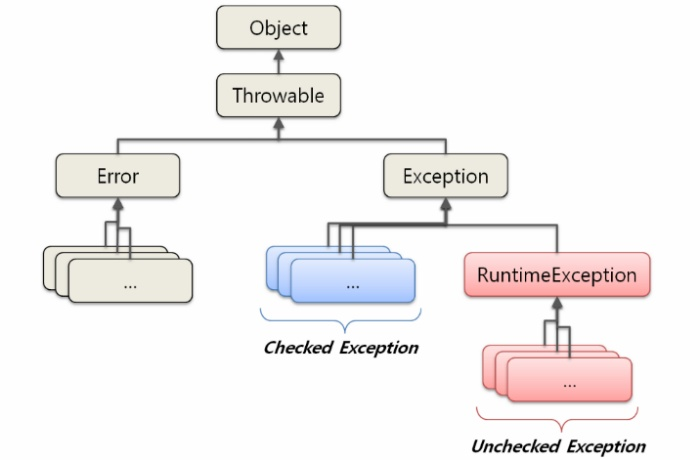 Object
Throwable
Error
Exception
...
...
RuntimeException
Checked Exception
...
Unchecked Exception